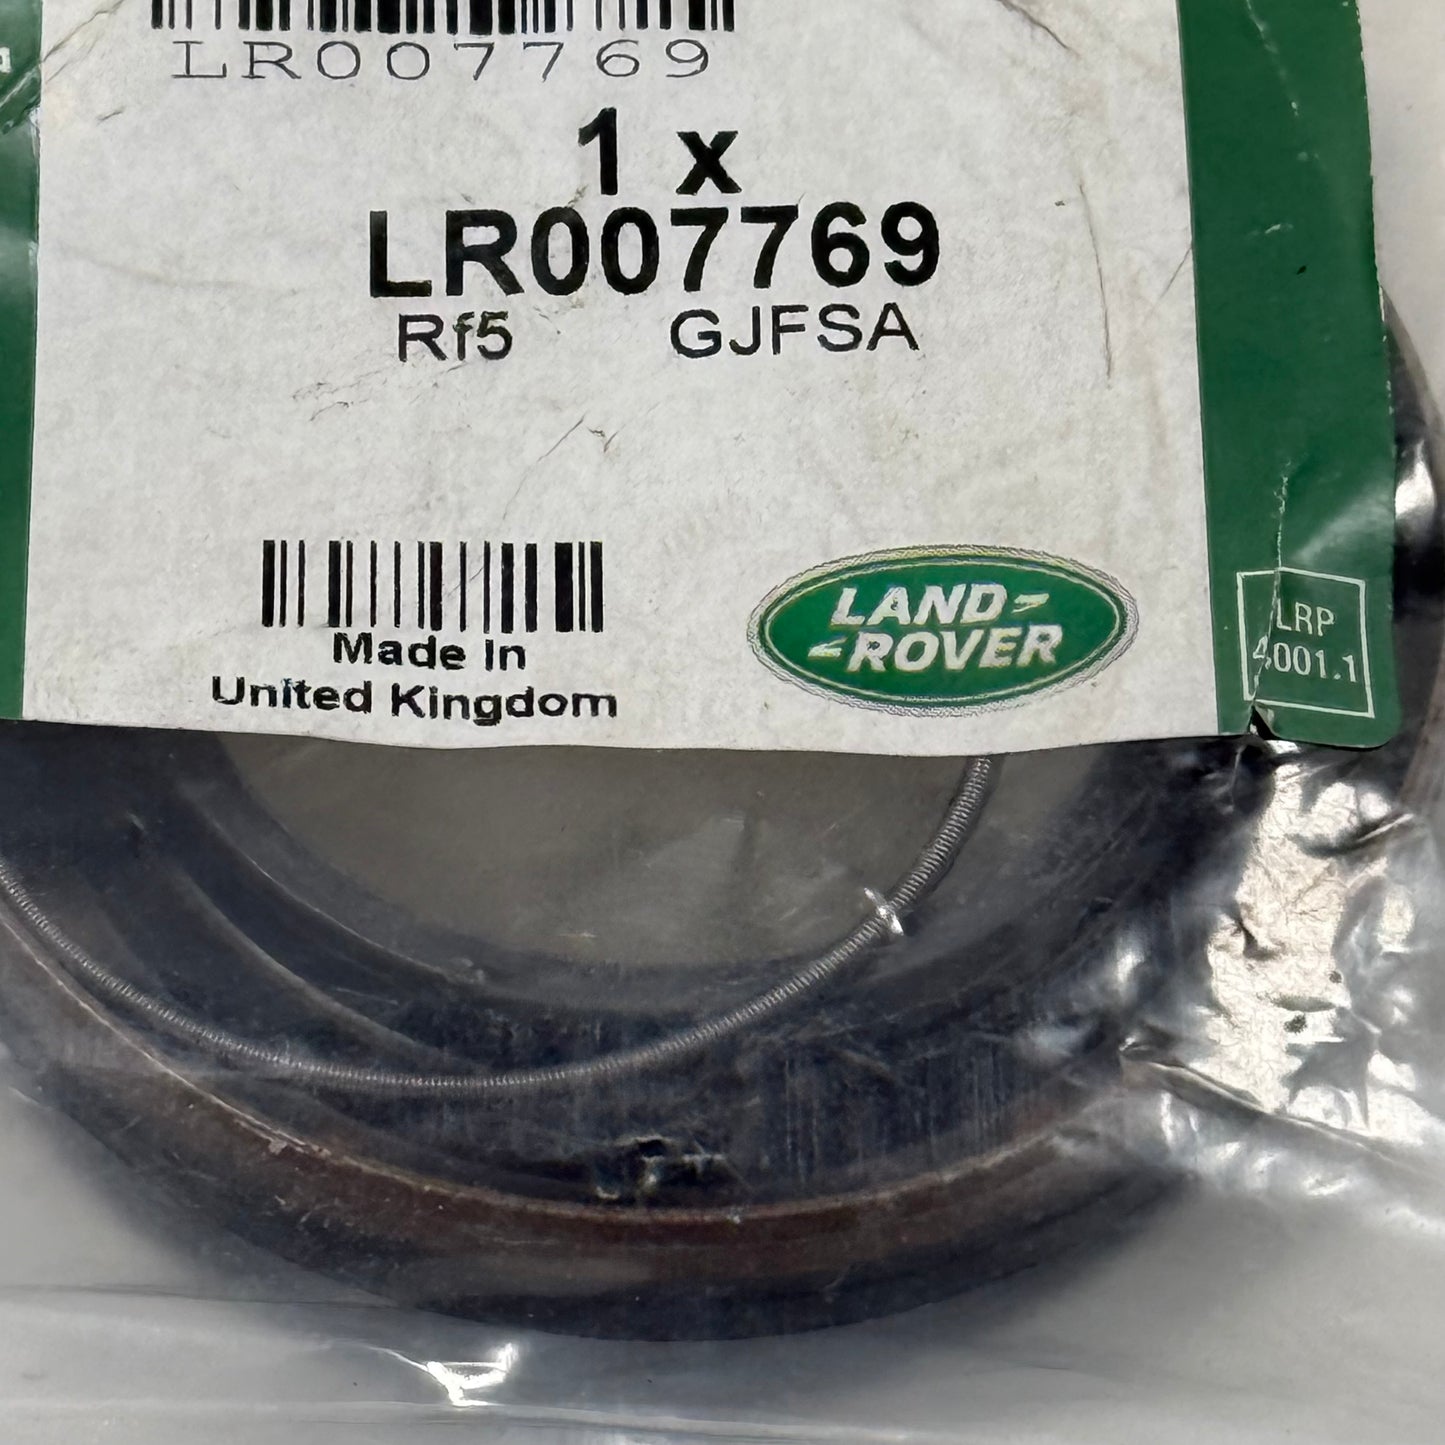 LR007769
1 x
LR007769
Rf5 GJFSA
Made In
United Kingdom
LAND-
-ROVER
LRP
4001.1